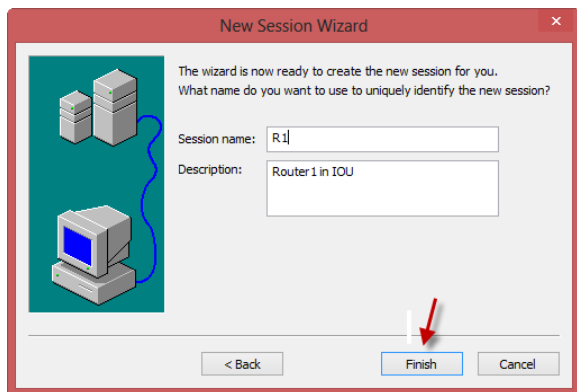 New Session Wizard
The wizard is now ready to create the new session for you.
What name do you want to use to uniquely identify the new session?
Session name:
R1
Description:
Router1 in IOU
< Back
Finish
Cancel